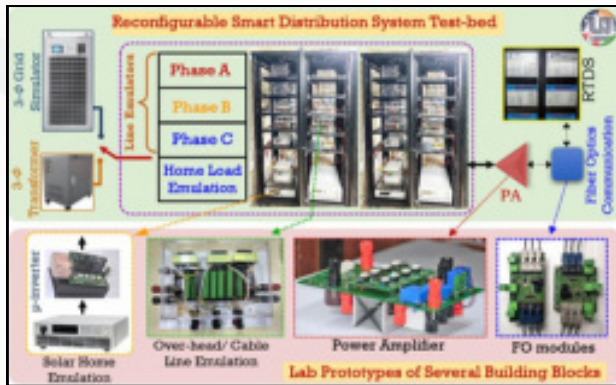 Reconfigurable Smart Distribution System Test-bed
3-Φ Grid
Simulator
Line Emulators
Phase A
Phase B
Phase C
Home Load
Emulation
3-Φ
Transformer
RTDS
PA
Fiber Optics
Communication
μ-inverter
Solar Home
Emulation
Over-head/ Cable
Line Emulation
Power Amplifier
FO modules
Lab Prototypes of Several Building Blocks